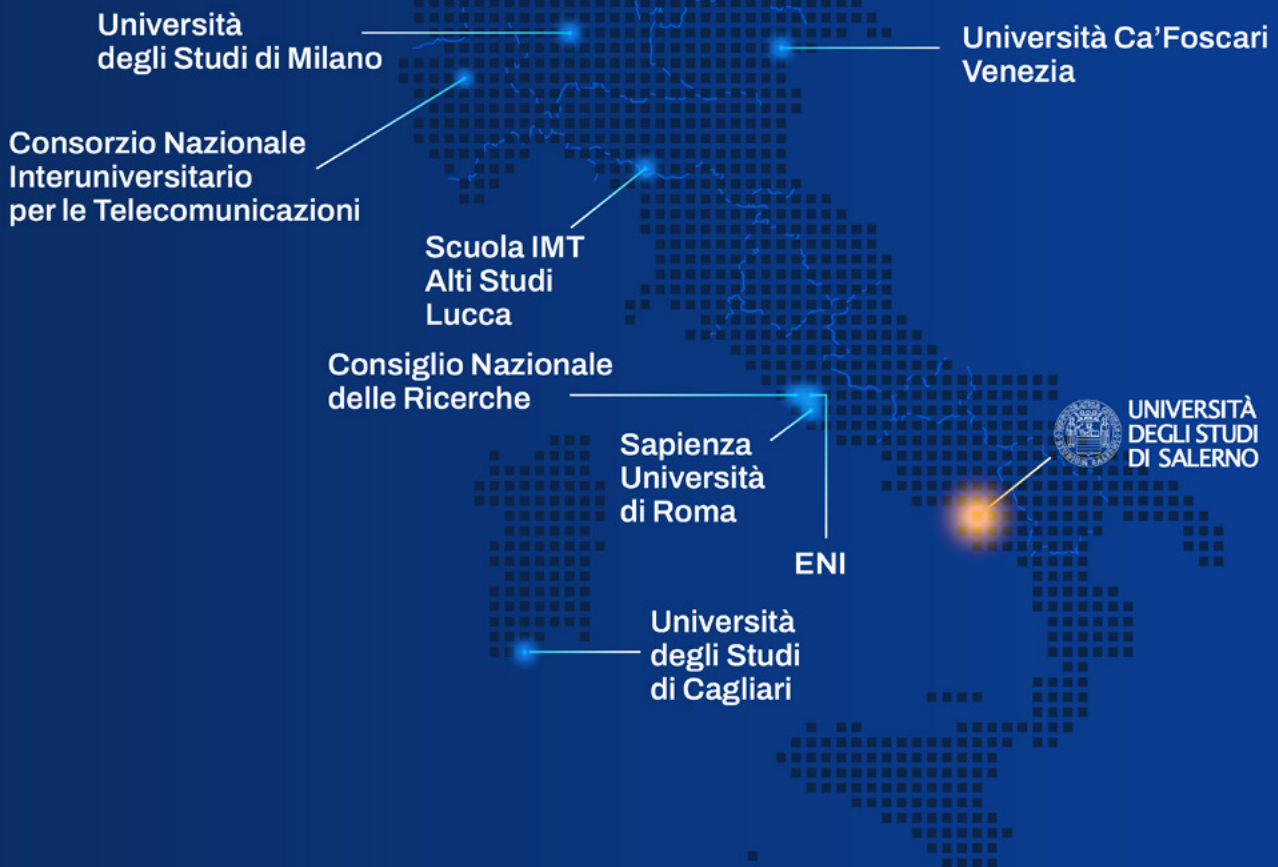 Università
degli Studi di Milano
Università Ca’Foscari
Venezia
Consorzio Nazionale
Interuniversitario
per le Telecomunicazioni
Scuola IMT
Alti Studi
Lucca
Consiglio Nazionale
delle Ricerche
Sapienza
Università
di Roma
UNIVERSITÀ
DEGLI STUDI
DI SALERNO
ENI
Università
degli Studi
di Cagliari